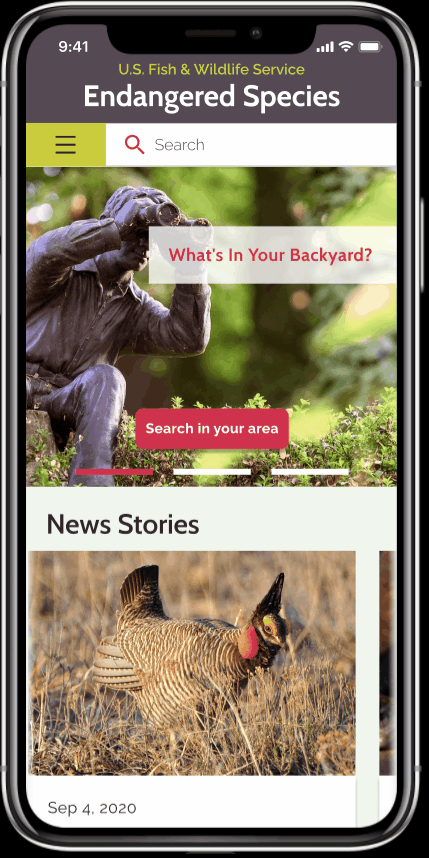 9:41
U.S. Fish & Wildlife Service
Endangered Species
Search
What's In Your Backyard?
Search in your area
News Stories
Sep 4, 2020